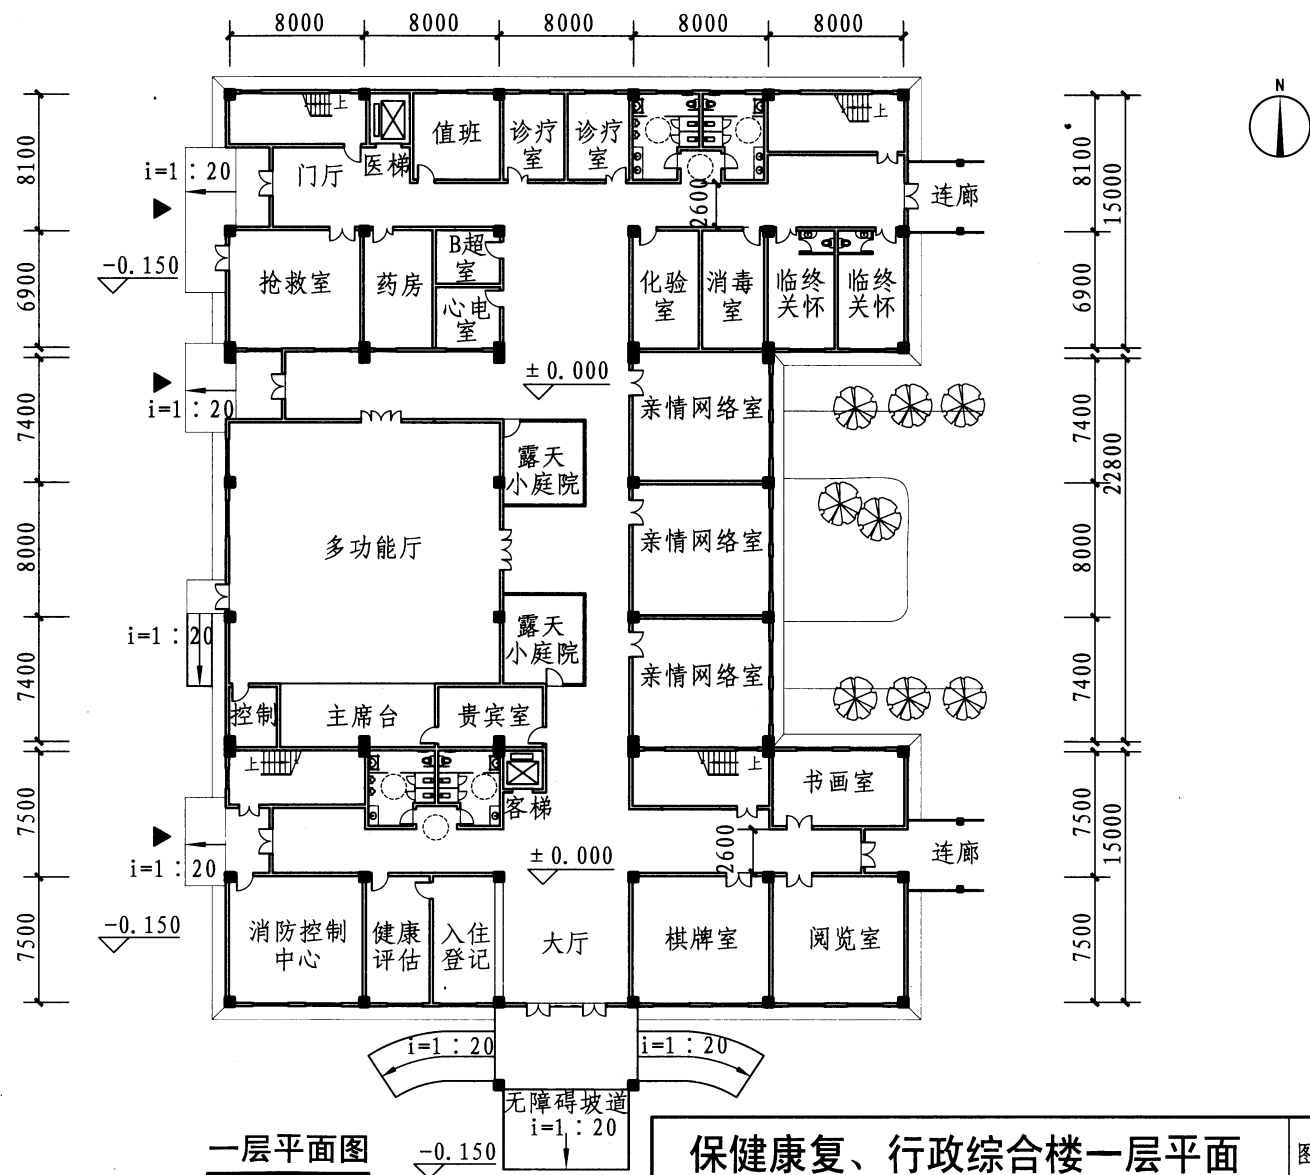 8000 8000 8000 8000 8000
N
上 上
值班 诊疗室 诊疗室
医梯
门厅
i=1:20
2600
连廊
8100
8100
15000
-0.150
抢救室
药房
B超室
心电室
化验室
消毒室
临终关怀
临终关怀
6900
6900
±0.000
i=1:20
亲情网络室
7400
7400
22800
露天
小庭院
多功能厅
亲情网络室
8000
8000
露天
小庭院
i=1:20
亲情网络室
7400
7400
控制
主席台
贵宾室
上 上
书画室
客梯
7500
7500
15000
2600
连廊
i=1:20
±0.000
-0.150
消防控制
中心
健康
评估
入住
登记
大厅
棋牌室
阅览室
7500
7500
i=1:20
i=1:20
无障碍坡道
i=1:20
一层平面图
-0.150
保健康复、行政综合楼一层平面
图